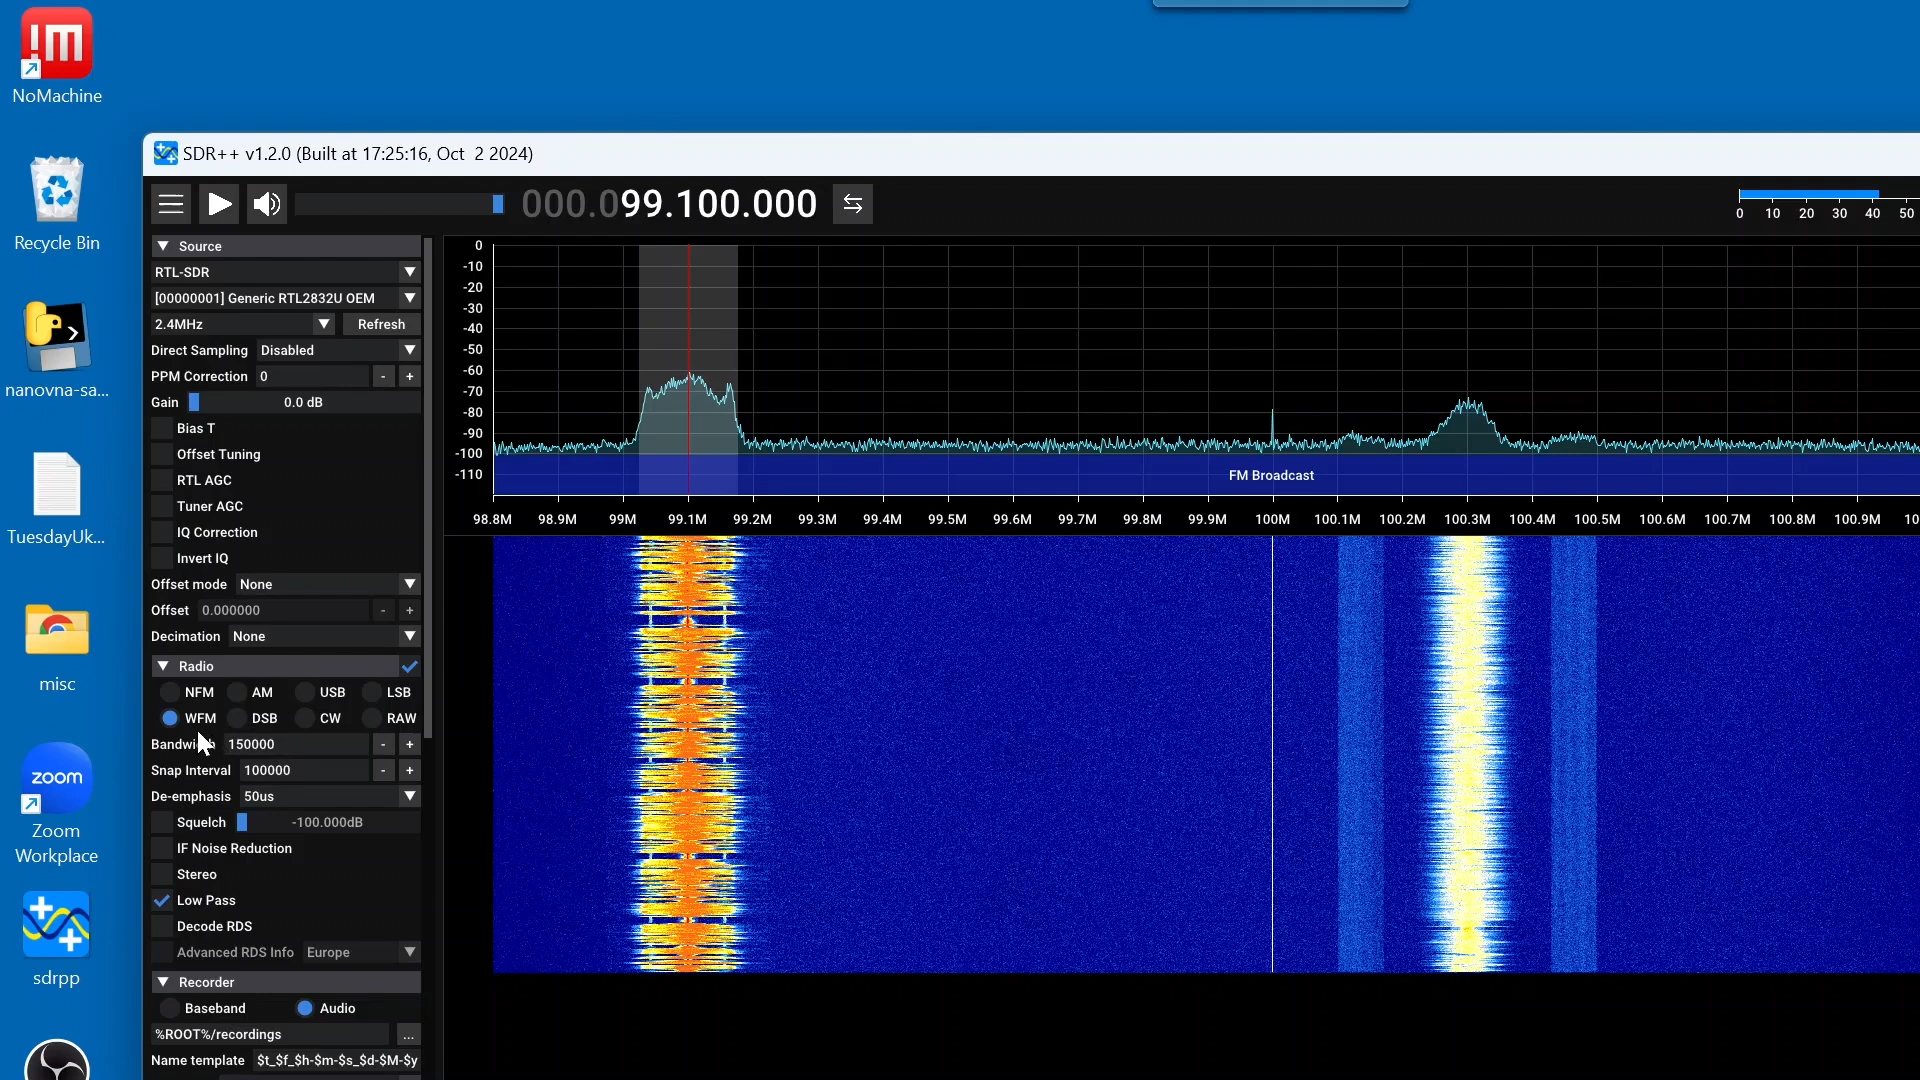 NoMachine
Recycle Bin
nanovna-sa...
TuesdayUk...
misc
zoom
Zoom
Workplace
sdrpp
SDR++ v1.2.0 (Built at 17:25:16, Oct 2 2024)
000.099.100.000
0 10 20 30 40 50
Source
RTL-SDR
[00000001] Generic RTL2832U OEM
2.4MHz Refresh
Direct Sampling Disabled
PPM Correction 0 - +
Gain 0.0 dB
Bias T
Offset Tuning
RTL AGC
Tuner AGC
IQ Correction
Invert IQ
Offset mode None
Offset 0.000000 - +
Decimation None
Radio
NFM AM USB LSB
WFM DSB CW RAW
Bandwidth 150000 - +
Snap Interval 100000 - +
De-emphasis 50us
Squelch -100.000dB
IF Noise Reduction
Stereo
Low Pass
Decode RDS
Advanced RDS Info Europe
Recorder
Baseband Audio
%ROOT%/recordings ...
Name template $t_$f_$h-$m-$s_$d-$M-$y
0
-10
-20
-30
-40
-50
-60
-70
-80
-90
-100
-110
FM Broadcast
98.8M 98.9M 99M 99.1M 99.2M 99.3M 99.4M 99.5M 99.6M 99.7M 99.8M 99.9M 100M 100.1M 100.2M 100.3M 100.4M 100.5M 100.6M 100.7M 100.8M 100.9M 10